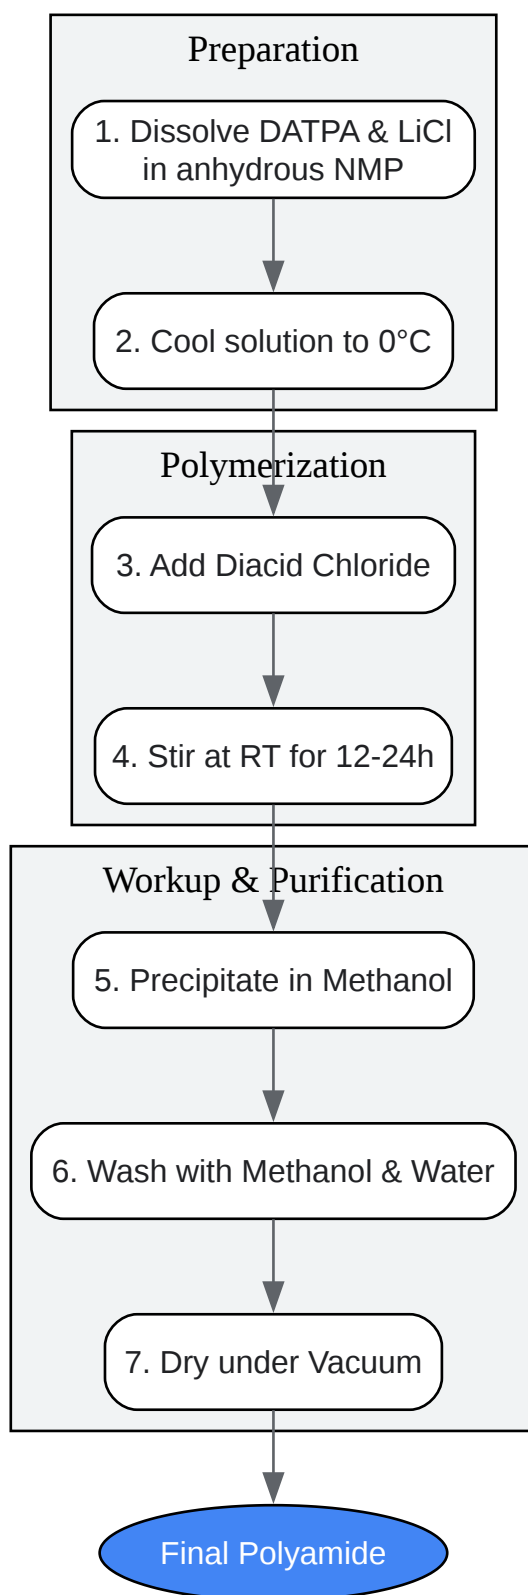 Preparation
1. Dissolve DATPA & LiCl
in anhydrous NMP
2. Cool solution to 0°C
Polymerization
3. Add Diacid Chloride
4. Stir at RT for 12-24h
Workup & Purification
5. Precipitate in Methanol
6. Wash with Methanol & Water
7. Dry under Vacuum
Final Polyamide